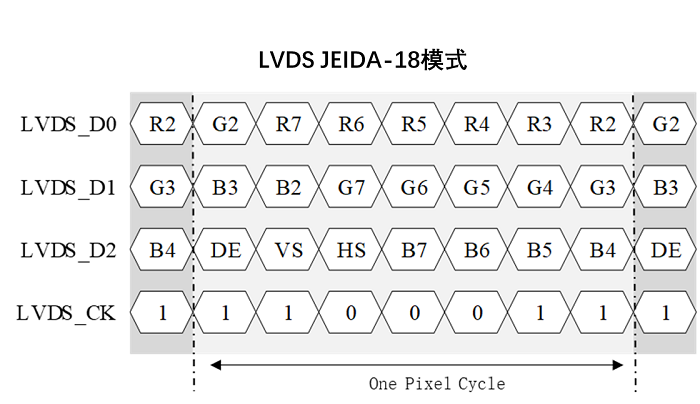 LVDS JEIDA-18模式
LVDS_D0 R2 G2 R7 R6 R5 R4 R3 R2 G2
LVDS_D1 G3 B3 B2 G7 G6 G5 G4 G3 B3
LVDS_D2 B4 DE VS HS B7 B6 B5 B4 DE
LVDS_CK 1 1 1 0 0 0 1 1 1
One Pixel Cycle